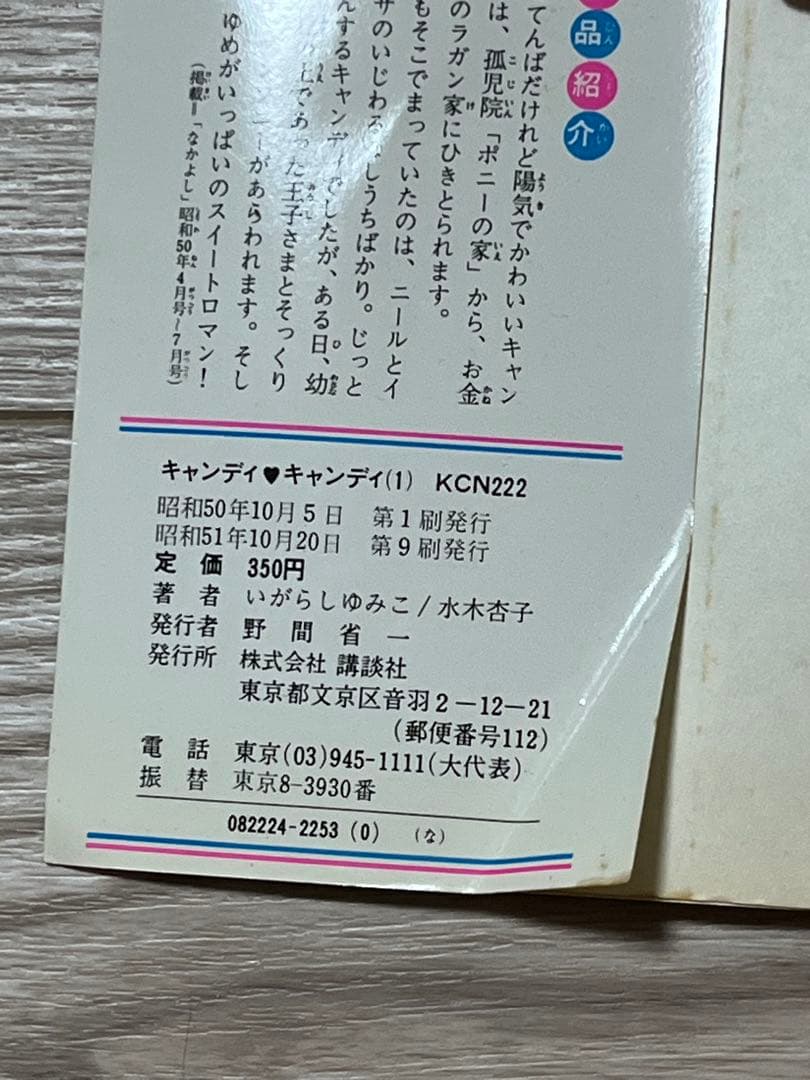 品紹介
てんばだけれど陽気でかわいいキャン
は、孤児院「ポニーの家」から、お金
のラガン家にひきとられます。
もそこでまっていたのは、ニールとイ
ザのいじわる しうちばかり。じっと
んするキャンディでしたが、ある日、幼
であった王子さまとそっくり
があらわれます。そし
ゆめがいっぱいのスイートロマン!
(掲載=「なかよし」昭和50年4月号~7月号)
キャンディ♥キャンディ(1) KCN222
昭和50年10月5日 第1刷発行
昭和51年10月20日 第9刷発行
定価 350円
著者 いがらしゆみこ/水木杏子
発行者 野間省一
発行所 株式会社 講談社
東京都文京区音羽2-12-21
(郵便番号112)
電話 東京(03)945-1111(大代表)
振替 東京8-3930番
082224-2253(0) (な)